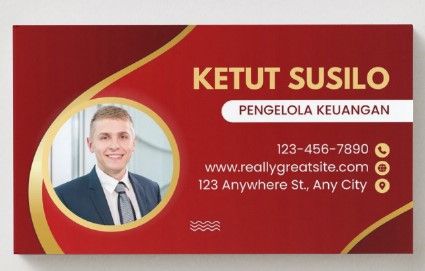 KETUT SUSILO
PENGELOLA KEUANGAN
123-456-7890
www.reallygreatsite.com
123 Anywhere St., Any City